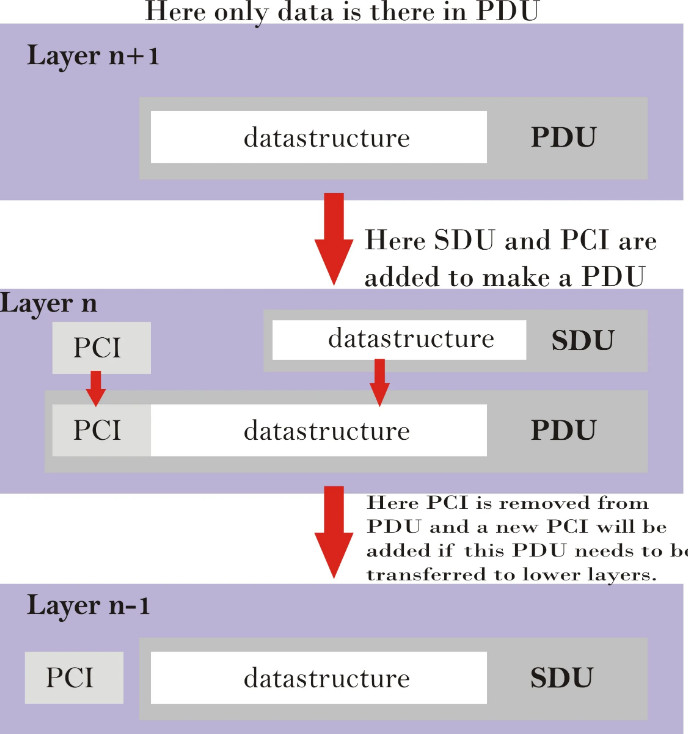 Here only data is there in PDU
Layer n+1
datastructure PDU
Here SDU and PCI are
added to make a PDU
Layer n
PCI datastructure SDU
PCI datastructure PDU
Here PCI is removed from
PDU and a new PCI will be
added if this PDU needs to be
transferred to lower layers.
Layer n-1
PCI datastructure SDU